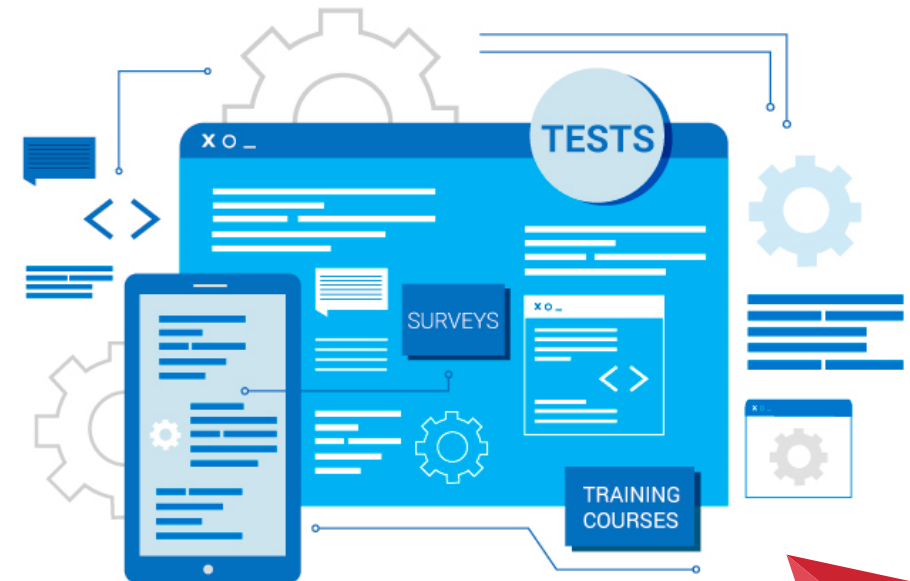 X O _
TESTS
SURVEYS
X O _
X O _
TRAINING
COURSES